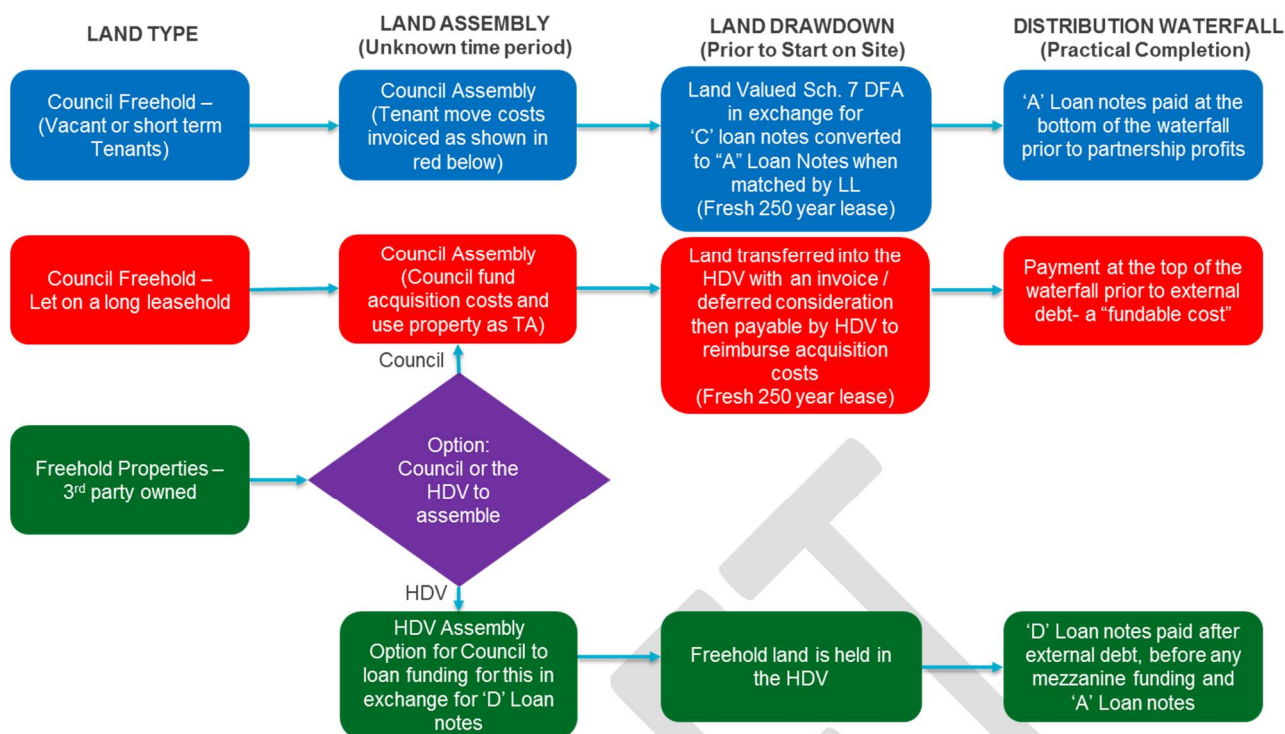 LAND TYPE
LAND ASSEMBLY
(Unknown time period)
LAND DRAWDOWN
(Prior to Start on Site)
DISTRIBUTION WATERFALL
(Practical Completion)
Council Freehold –
(Vacant or short term
Tenants)
Council Assembly
(Tenant move costs
invoiced as shown in
red below)
Land Valued Sch. 7 DFA
in exchange for
‘C’ loan notes converted
to “A” Loan Notes when
matched by LL
(Fresh 250 year lease)
‘A’ Loan notes paid at the
bottom of the waterfall
prior to partnership profits
Council Freehold –
Let on a long leasehold
Council Assembly
(Council fund
acquisition costs and
use property as TA)
Land transferred into the
HDV with an invoice /
deferred consideration
then payable by HDV to
reimburse acquisition
costs
(Fresh 250 year lease)
Payment at the top of the
waterfall prior to external
debt- a “fundable cost”
Council
Freehold Properties –
3rd party owned
Option:
Council or the
HDV to
assemble
HDV
HDV Assembly
Option for Council to
loan funding for this in
exchange for ‘D’ Loan
notes
Freehold land is held in
the HDV
‘D’ Loan notes paid after
external debt, before any
mezzanine funding and
‘A’ Loan notes